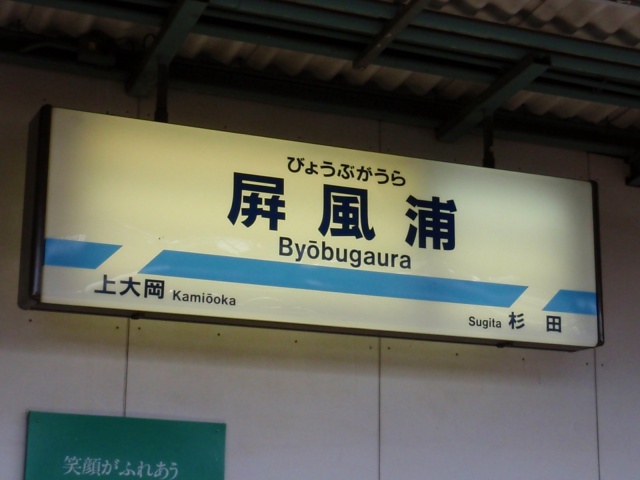 びょうぶがうら
屛風浦
Byōbugaura
上大岡 Kamiōoka
Sugita 杉田
笑顔がふれあう